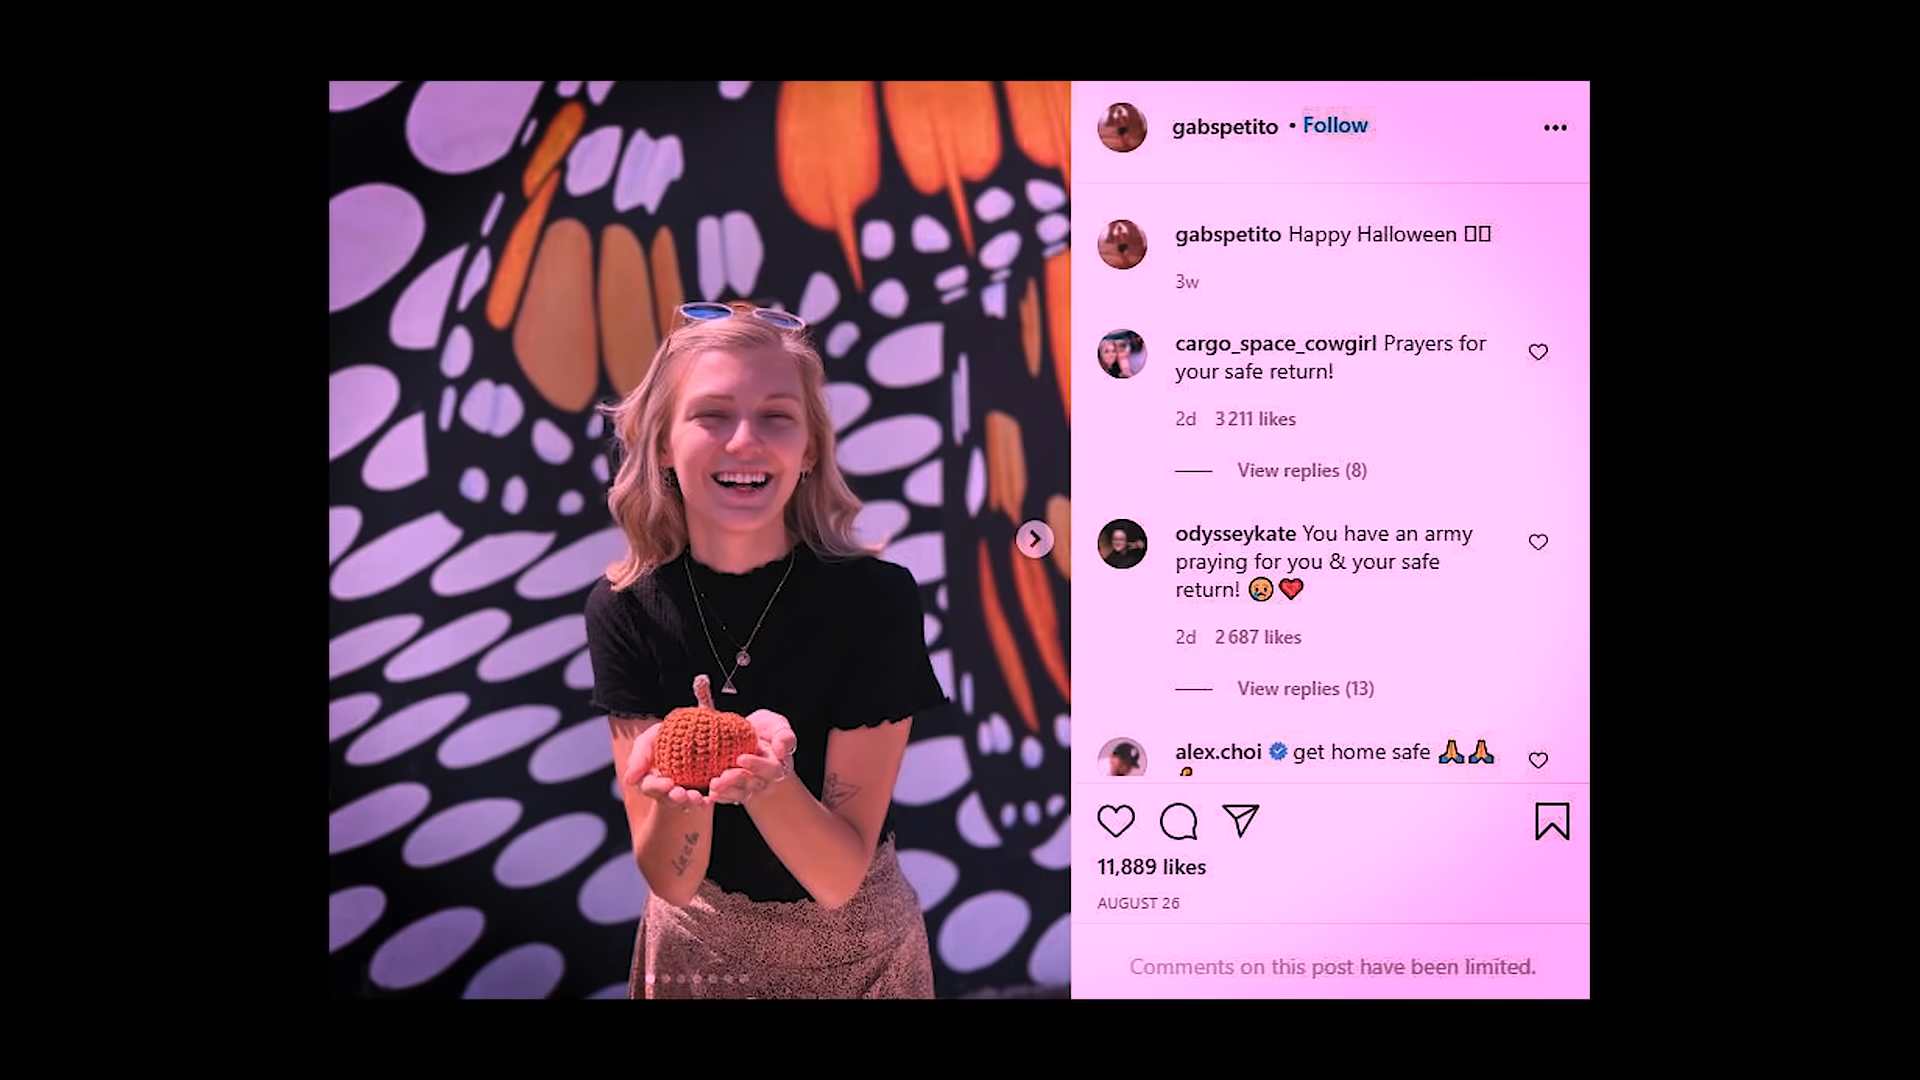 gabspetito • Follow
gabspetito Happy Halloween
3w
cargo_space_cowgirl Prayers for
your safe return!
2d 3 211 likes
View replies (8)
odysseykate You have an army
praying for you & your safe
return! 😢❤️
2d 2 687 likes
View replies (13)
alex.choi get home safe 🙏🙏
11,889 likes
AUGUST 26
Comments on this post have been limited.